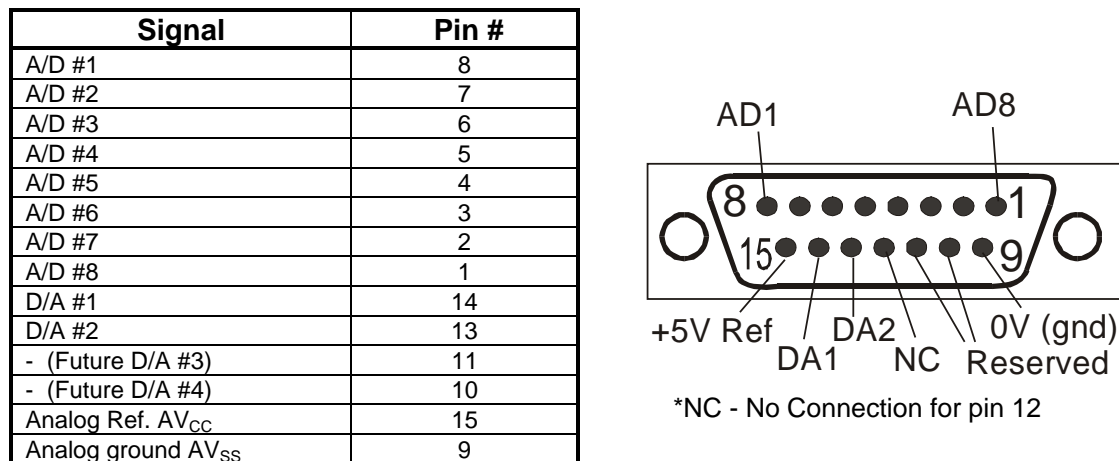 Signal Pin #
A/D #1 8
A/D #2 7
A/D #3 6
A/D #4 5
A/D #5 4
A/D #6 3
A/D #7 2
A/D #8 1
D/A #1 14
D/A #2 13
- (Future D/A #3) 11
- (Future D/A #4) 10
Analog Ref. AVCC 15
Analog ground AVSS 9
AD1 AD8
8 1
15 9
+5V Ref DA2 0V (gnd)
DA1 NC Reserved
*NC - No Connection for pin 12